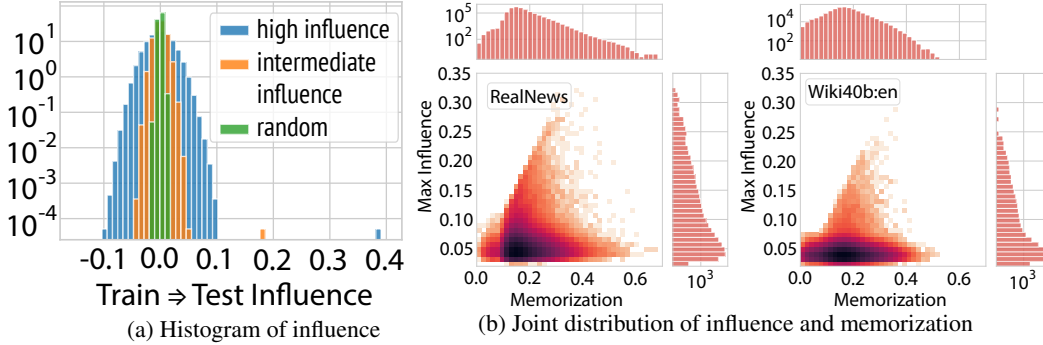 10^1
10^0
10^-1
10^-2
10^-3
10^-4
high influence
intermediate
influence
random
-0.1 0.0 0.1 0.2 0.3 0.4
Train ⇒ Test Influence
(a) Histogram of influence
10^5
10^2
0.35
0.30
0.25
0.20
0.15
0.10
0.05
Max Influence
RealNews
0.0 0.2 0.4 0.6
Memorization
10^3
10^4
10^2
0.35
0.30
0.25
0.20
0.15
0.10
0.05
Max Influence
Wiki40b:en
0.0 0.2 0.4 0.6
Memorization
10^3
(b) Joint distribution of influence and memorization